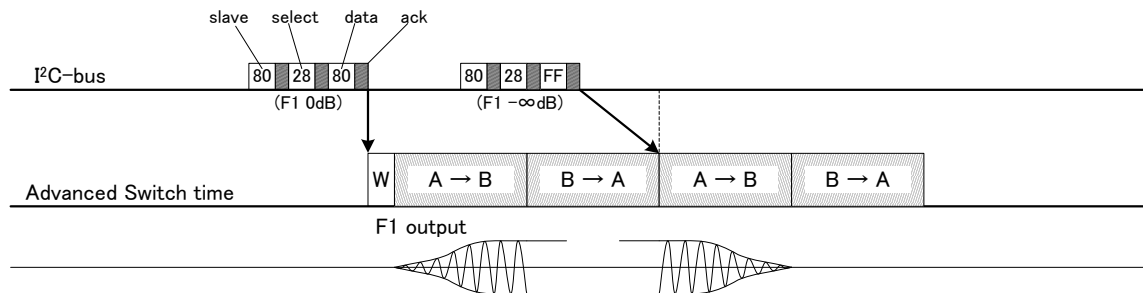 slave select data ack
I²C-bus 80 28 80 80 28 FF
(F1 0dB) (F1 −∞dB)
Advanced Switch time W A → B B → A A → B B → A
F1 output